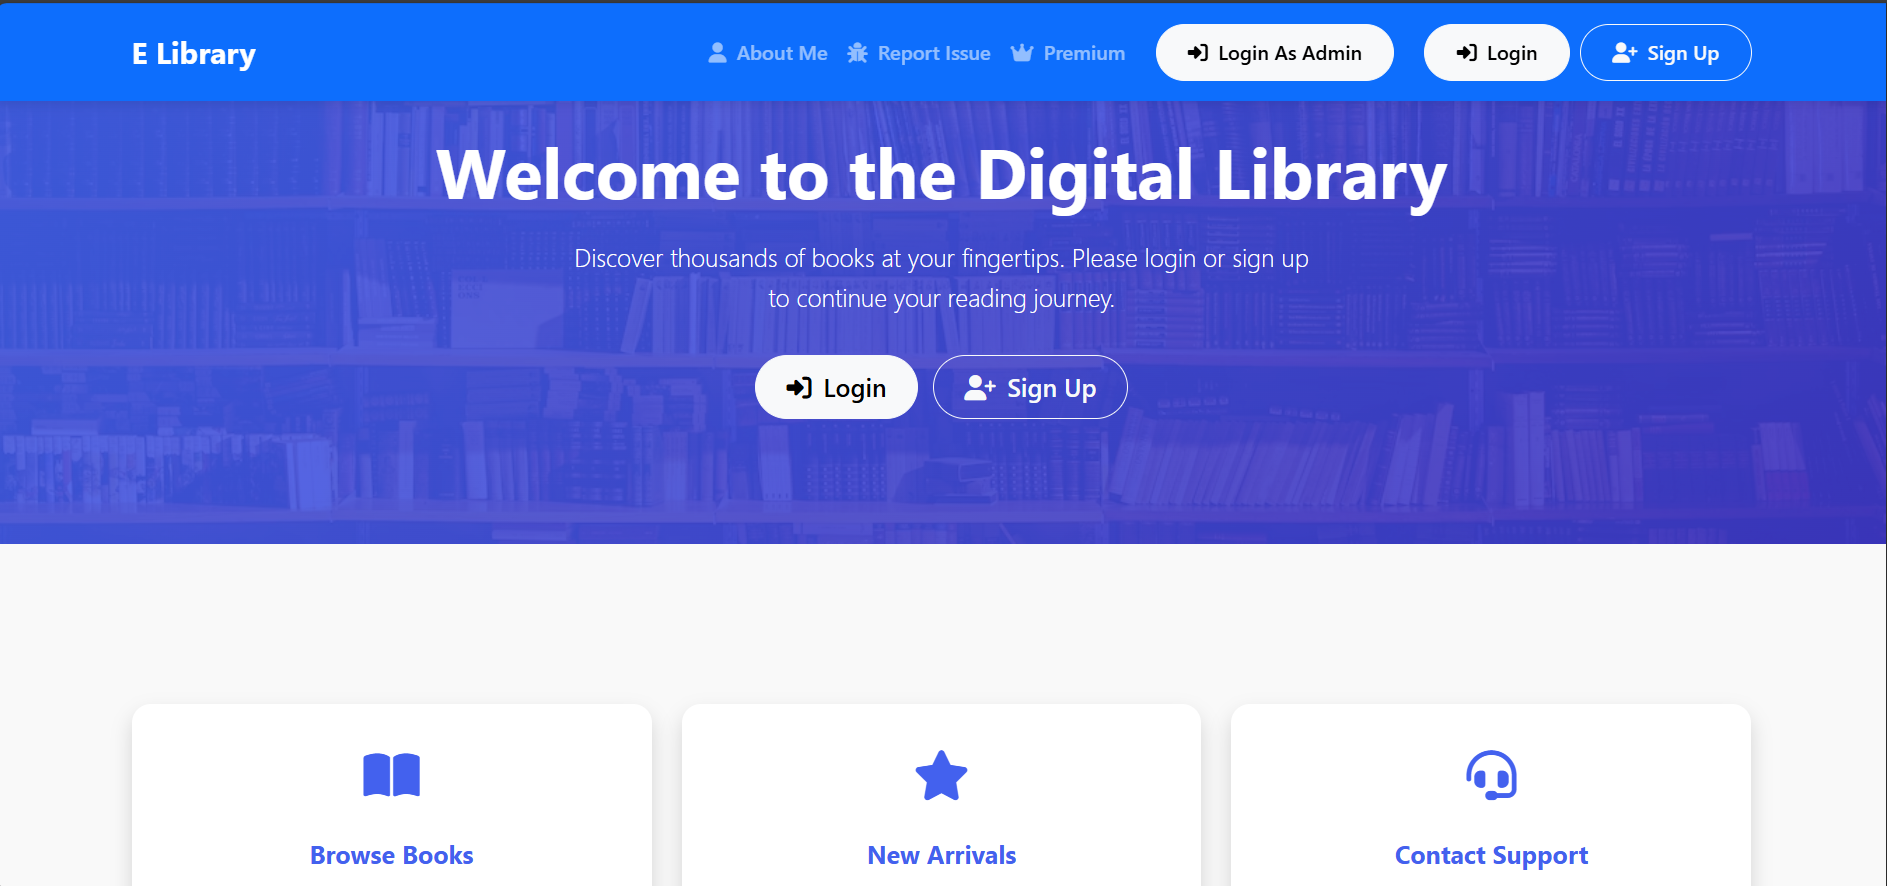 E Library
About Me
Report Issue
Premium
Login As Admin
Login
Sign Up
Welcome to the Digital Library
Discover thousands of books at your fingertips. Please login or sign up
to continue your reading journey.
Login
Sign Up
Browse Books
New Arrivals
Contact Support